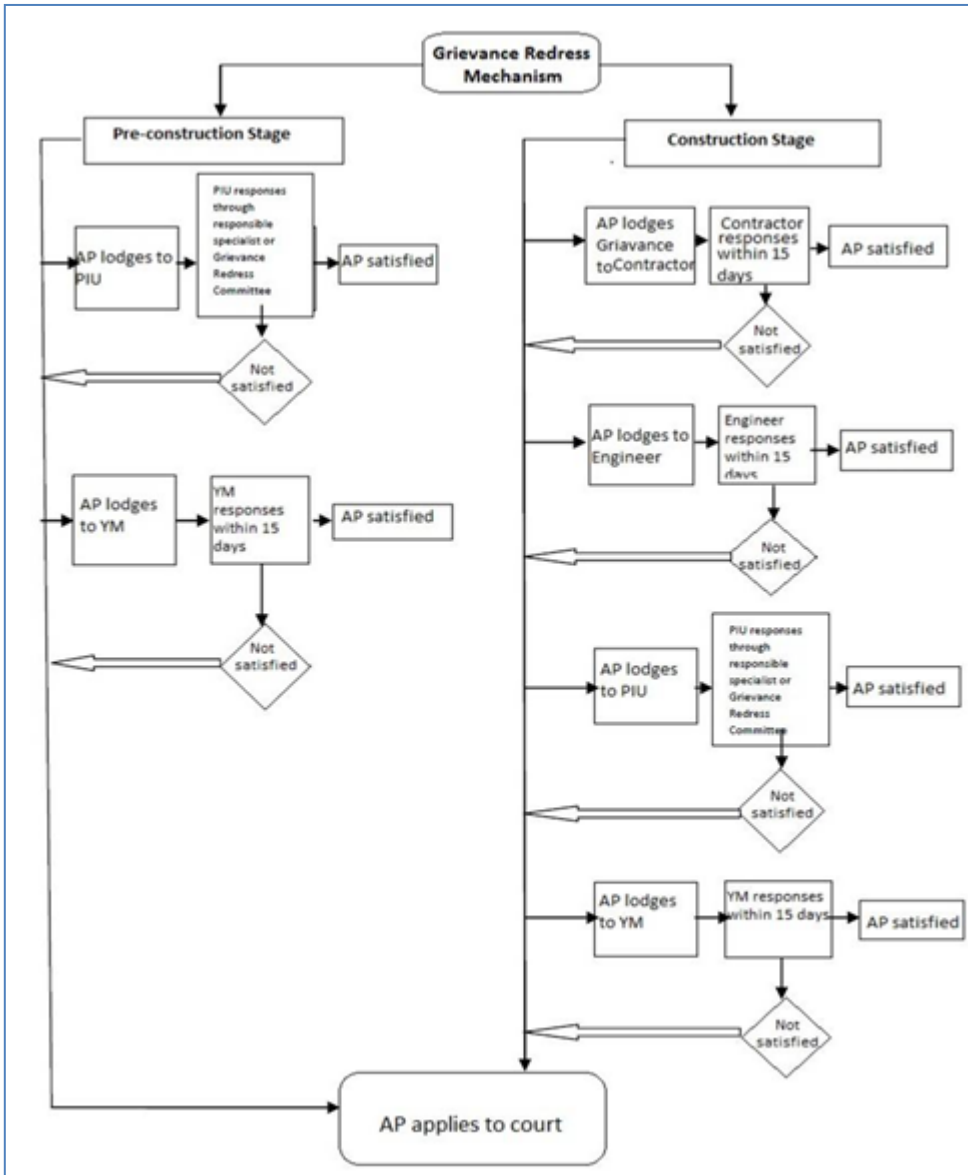 Grievance Redress
Mechanism
Pre-construction Stage
PIU responses
through
responsible
specialist or
Grievance
Redress
Committee
AP lodges to
PIU
AP satisfied
Not
satisfied
AP lodges
to YM
YM
responses
within 15
days
AP satisfied
Not
satisfied
Construction Stage
AP lodges
Griavance
toContractor
Contractor
responses
within 15
days
AP satisfied
Not
satisfied
AP lodges to
Engineer
Engineer
responses
within 15
days
AP satisfied
Not
satisfied
AP lodges
to PIU
PIU responses
through
responsible
specialist or
Grievance
Redress
Committee
AP satisfied
Not
satisfied
AP lodges
to YM
YM responses
within 15 days
AP satisfied
Not
satisfied
AP applies to court